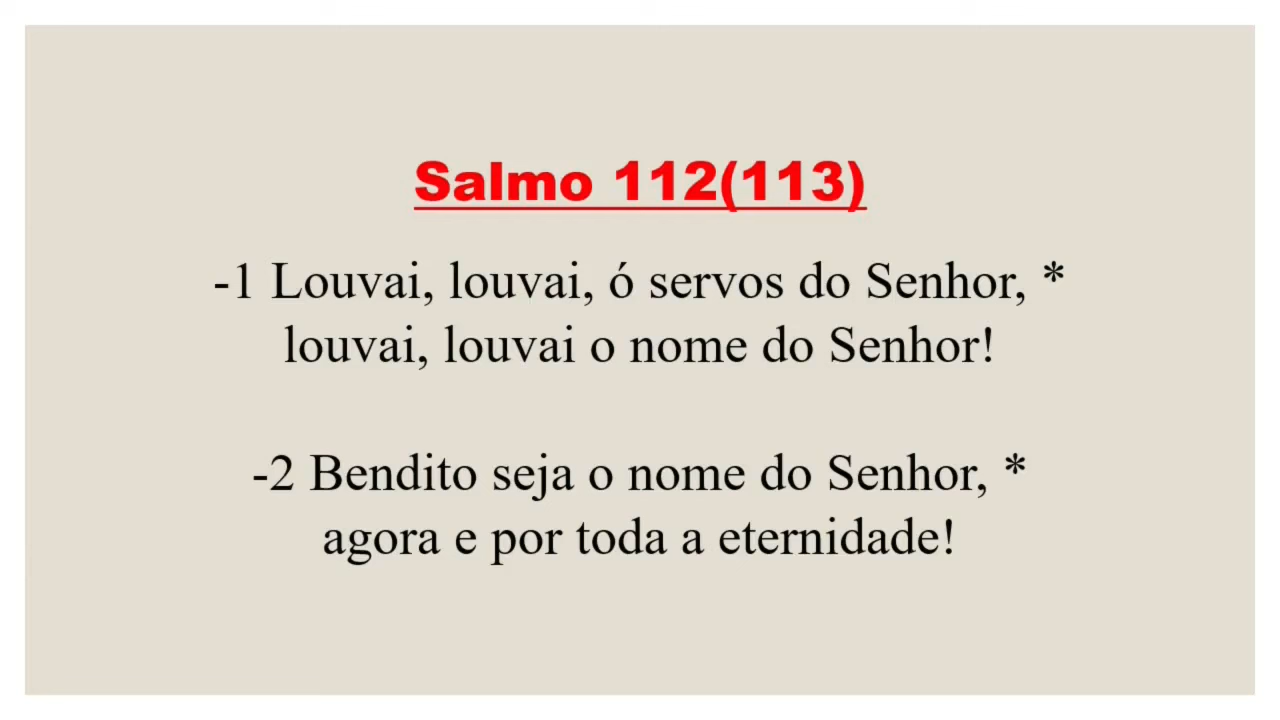 Salmo 112(113)
-1 Louvai, louvai, ó servos do Senhor, *
louvai, louvai o nome do Senhor!
-2 Bendito seja o nome do Senhor, *
agora e por toda a eternidade!